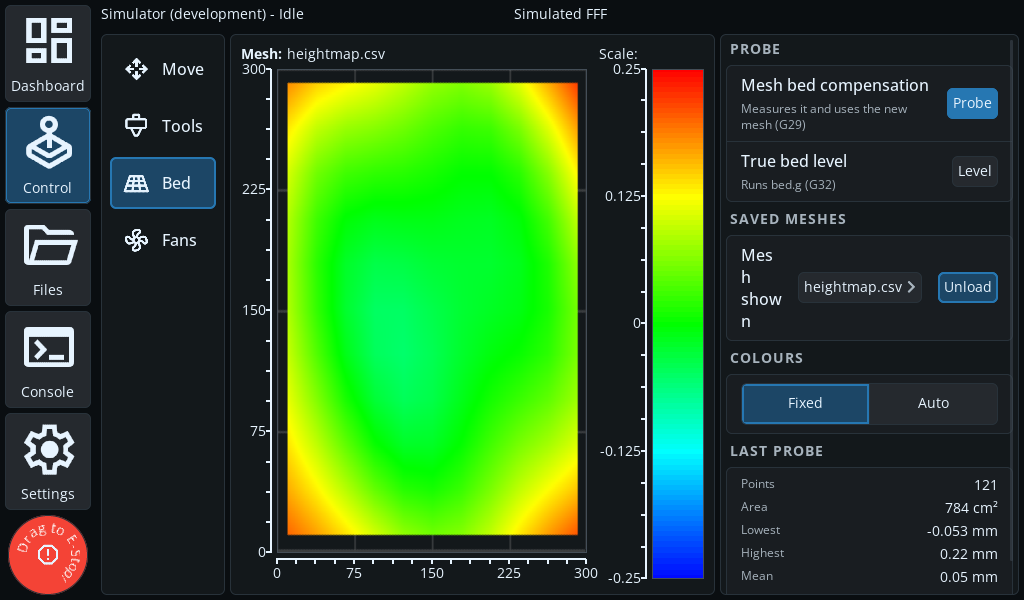 Simulator (development) - Idle
Simulated FFF
Dashboard
Control
Files
Console
Settings
Drag to E-Stop!
Move
Tools
Bed
Fans
Mesh: heightmap.csv
Scale:
300
225
150
75
0
0
75
150
225
300
0.25
0.125
0
-0.125
-0.25
PROBE
Mesh bed compensation
Measures it and uses the new
mesh (G29)
Probe
True bed level
Runs bed.g (G32)
Level
SAVED MESHES
Mes
h
show
n
heightmap.csv
Unload
COLOURS
Fixed
Auto
LAST PROBE
Points
121
Area
784 cm²
Lowest
-0.053 mm
Highest
0.22 mm
Mean
0.05 mm